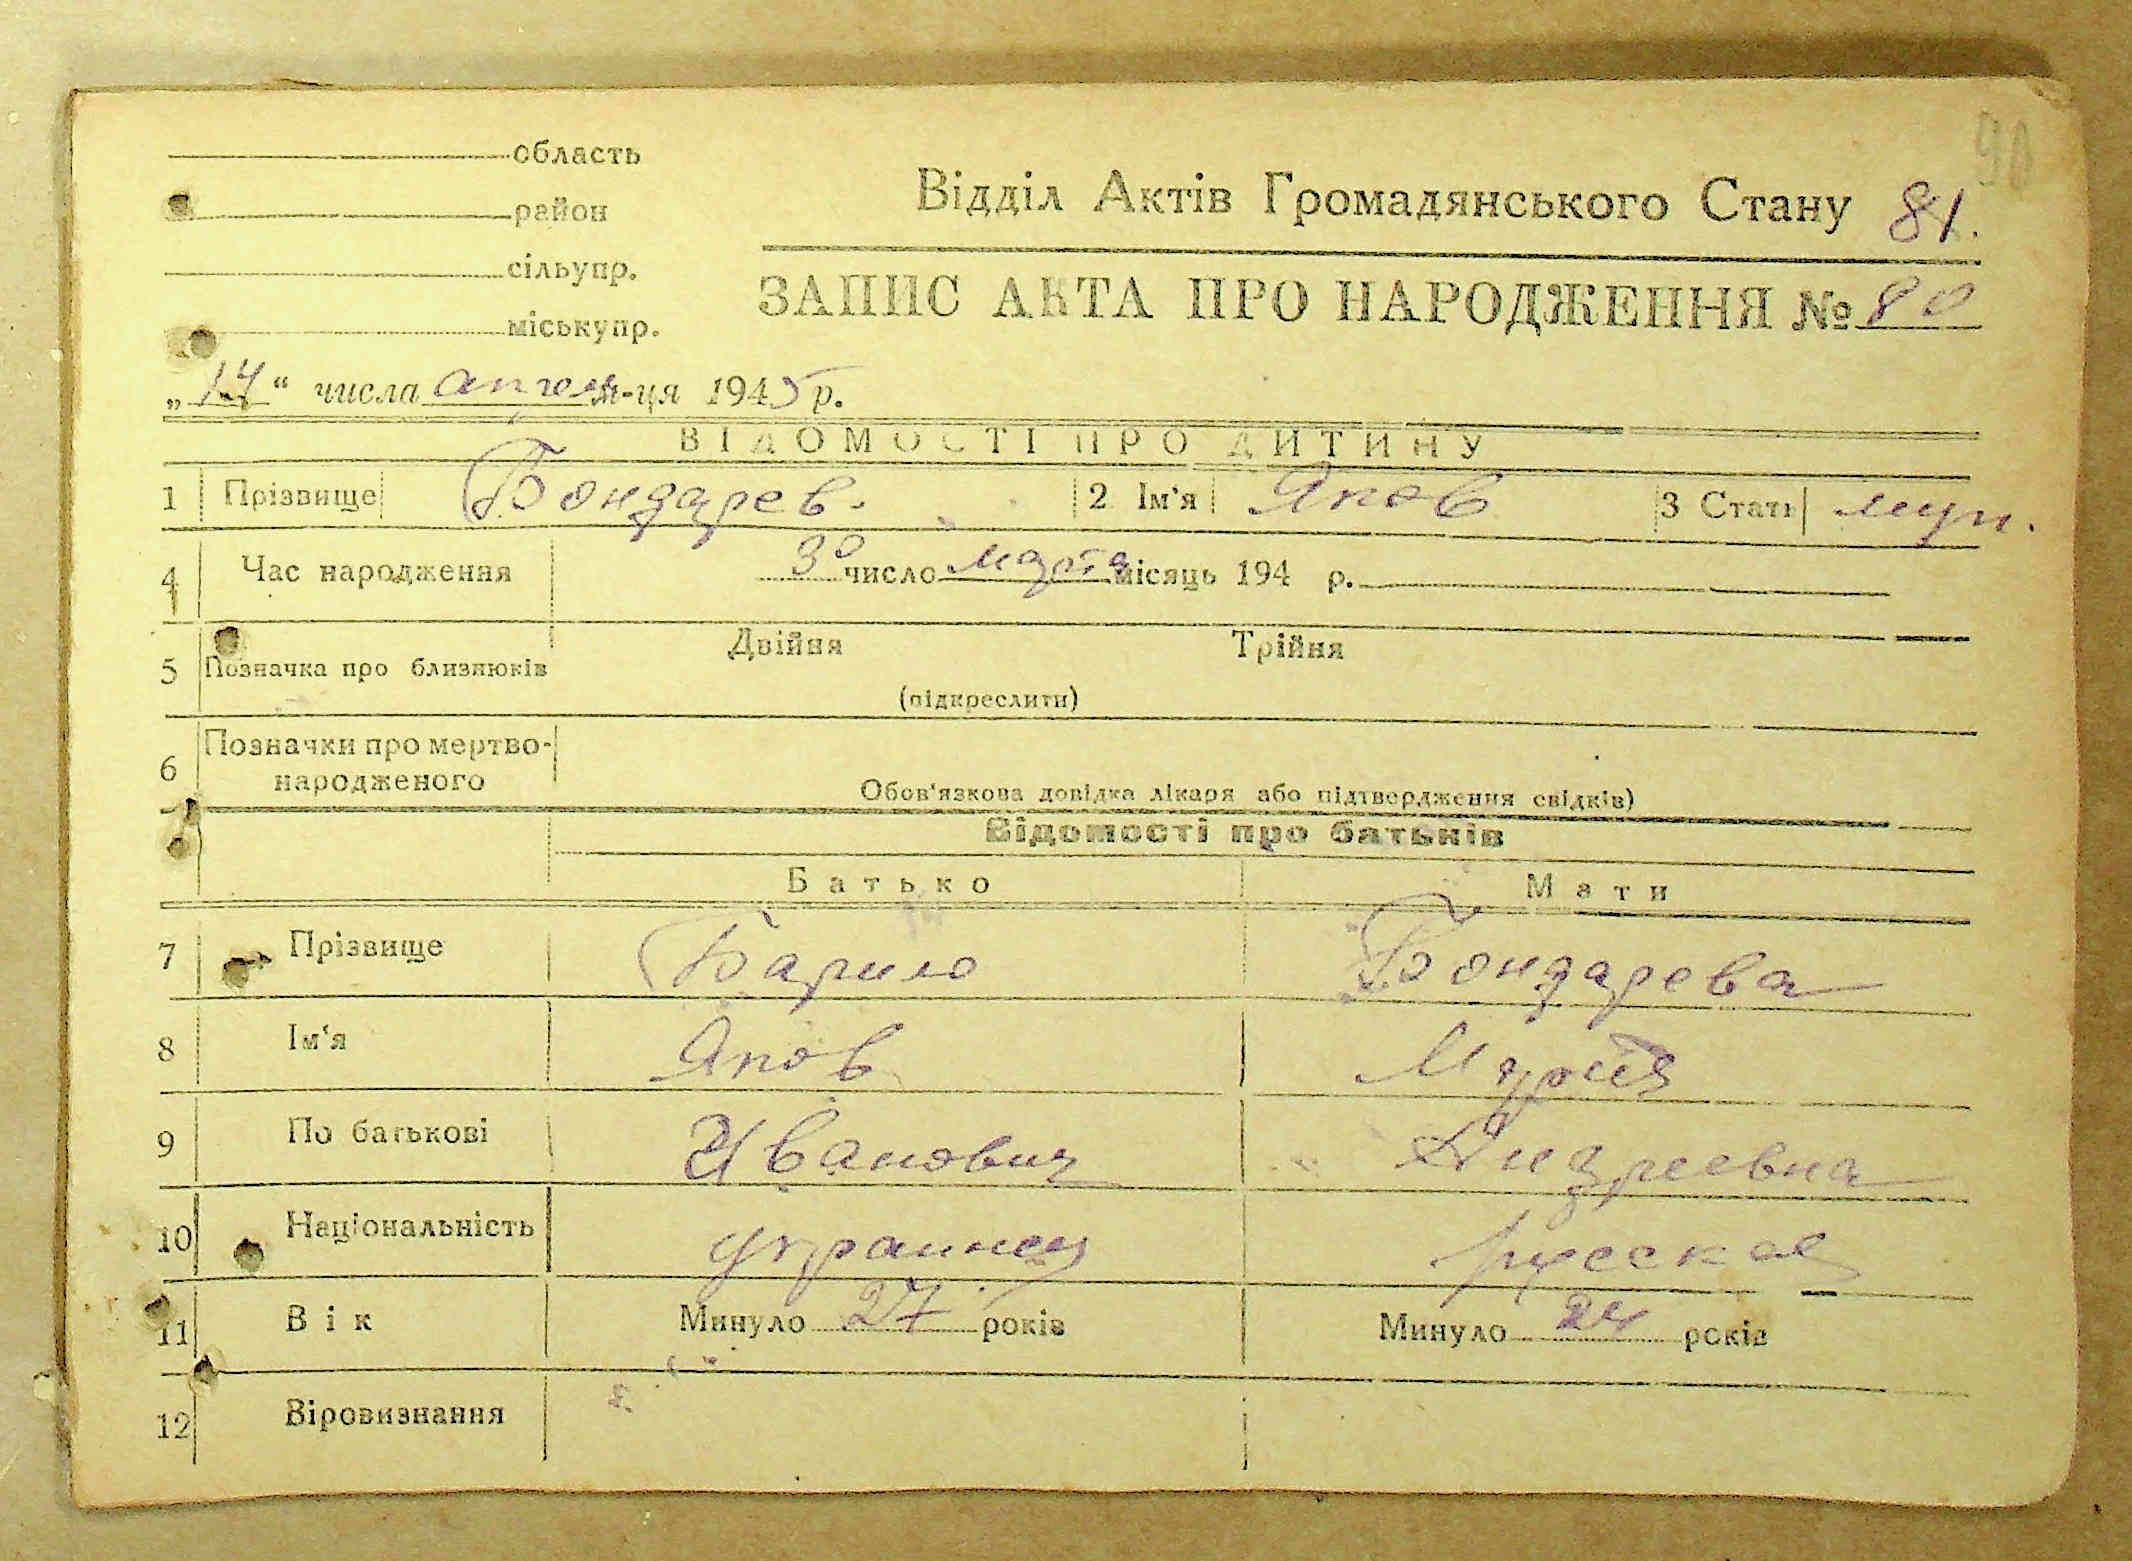 90
область
район
Відділ Актів Громадянського Стану 81.
сільупр.
ЗАПИС АКТА ПРО НАРОДЖЕННЯ № 80
міськупр.
„14“ числа апреля м-ця 1945 р.
ВІДОМОСТІ ПРО ДИТИНУ
1 Прізвище Бондарев. 2 Ім'я Яков 3 Стать муж.
4 Час народження 30 число марта місяць 194 р.
5 Позначка про близнюків Двійня Трійня
(підкреслити)
6 Позначки про мертво-
народженого
Обов'язкова довідка лікаря або підтвердження свідків)
Відомості про батьків
Батько Мати
7 Прізвище Барило Бондарева
8 Ім'я Яков Мария
9 По батькові Иванович Андреевна
10 Національність украинец русская
11 Вік Минуло 27 років Минуло 24 років
12 Віровизнання